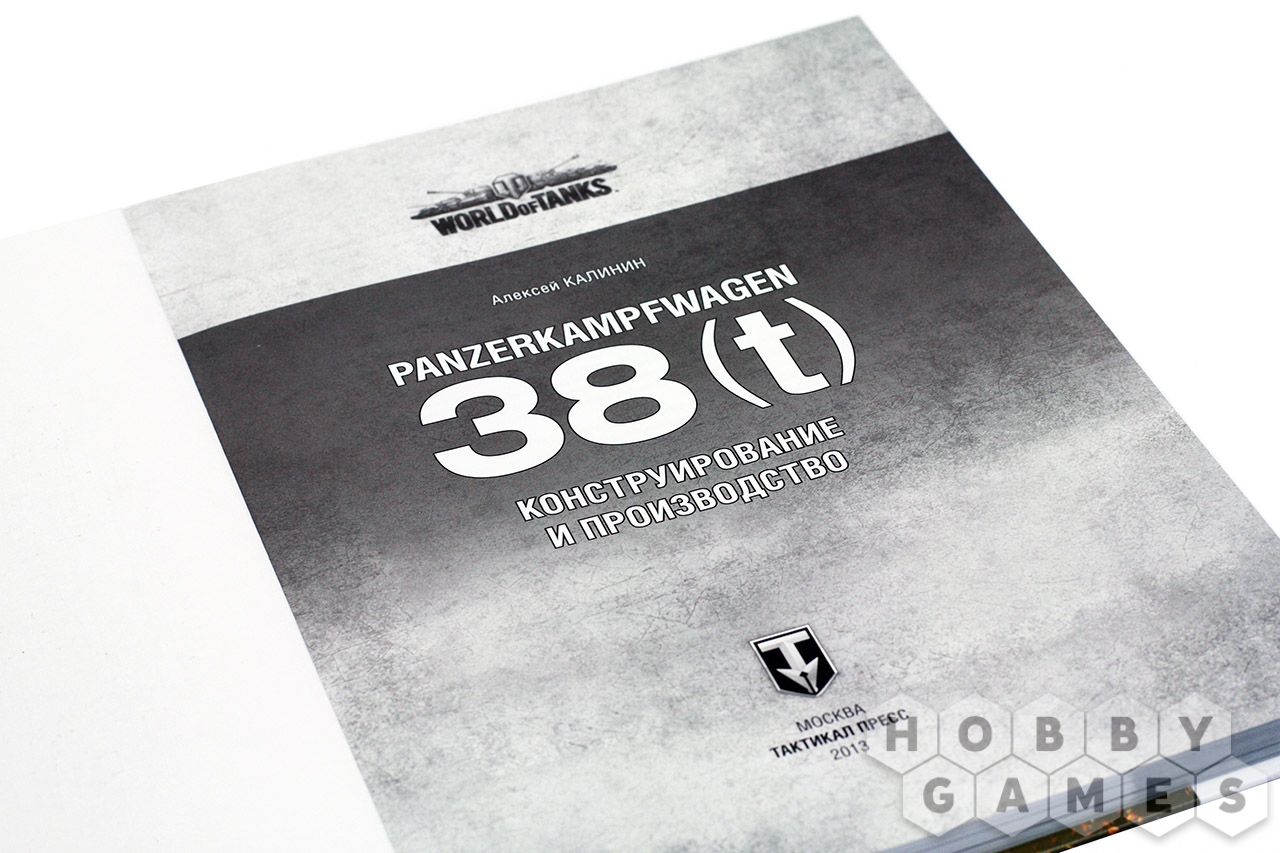 WORLD OF TANKS
Алексей КАЛИНИН
PANZERKAMPFWAGEN
38(t)
КОНСТРУИРОВАНИЕ
И ПРОИЗВОДСТВО
МОСКВА
ТАКТИКАЛ ПРЕСС
2013
HOBBY
GAMES